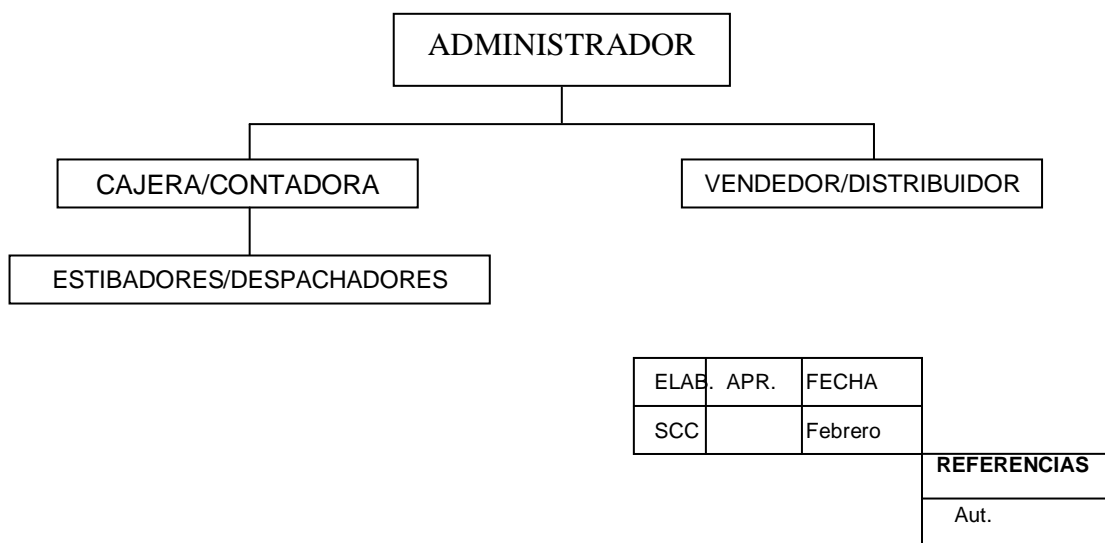 ADMINISTRADOR
CAJERA/CONTADORA
VENDEDOR/DISTRIBUIDOR
ESTIBADORES/DESPACHADORES
ELAB. APR. FECHA
SCC Febrero
REFERENCIAS
Aut.